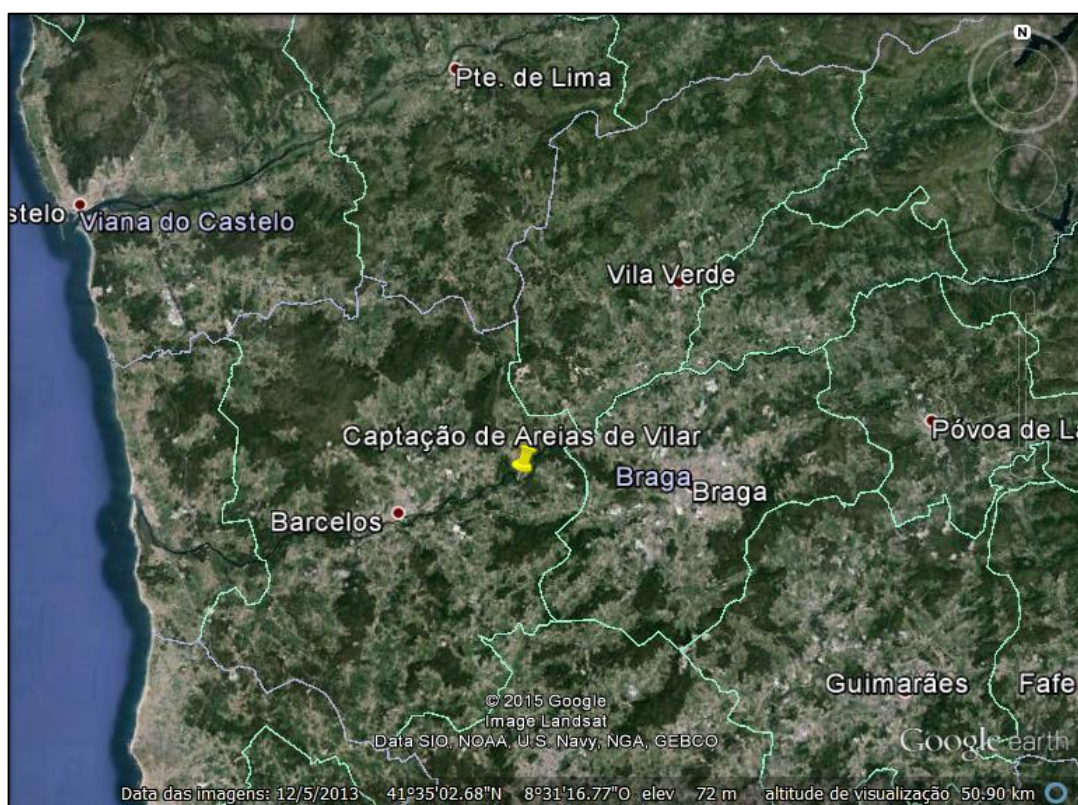 N
Pte. de Lima
stelo
Viana do Castelo
Vila Verde
Captação de Areias de Vilar
Póvoa de La
Braga
Braga
Barcelos
Guimarães
Fafe
© 2015 Google
Image Landsat
Data SIO, NOAA, U.S. Navy, NGA, GEBCO
Google earth
Data das imagens: 12/5/2013 41°35'02.68"N 8°31'16.77"O elev 72 m altitude de visualização 50.90 km